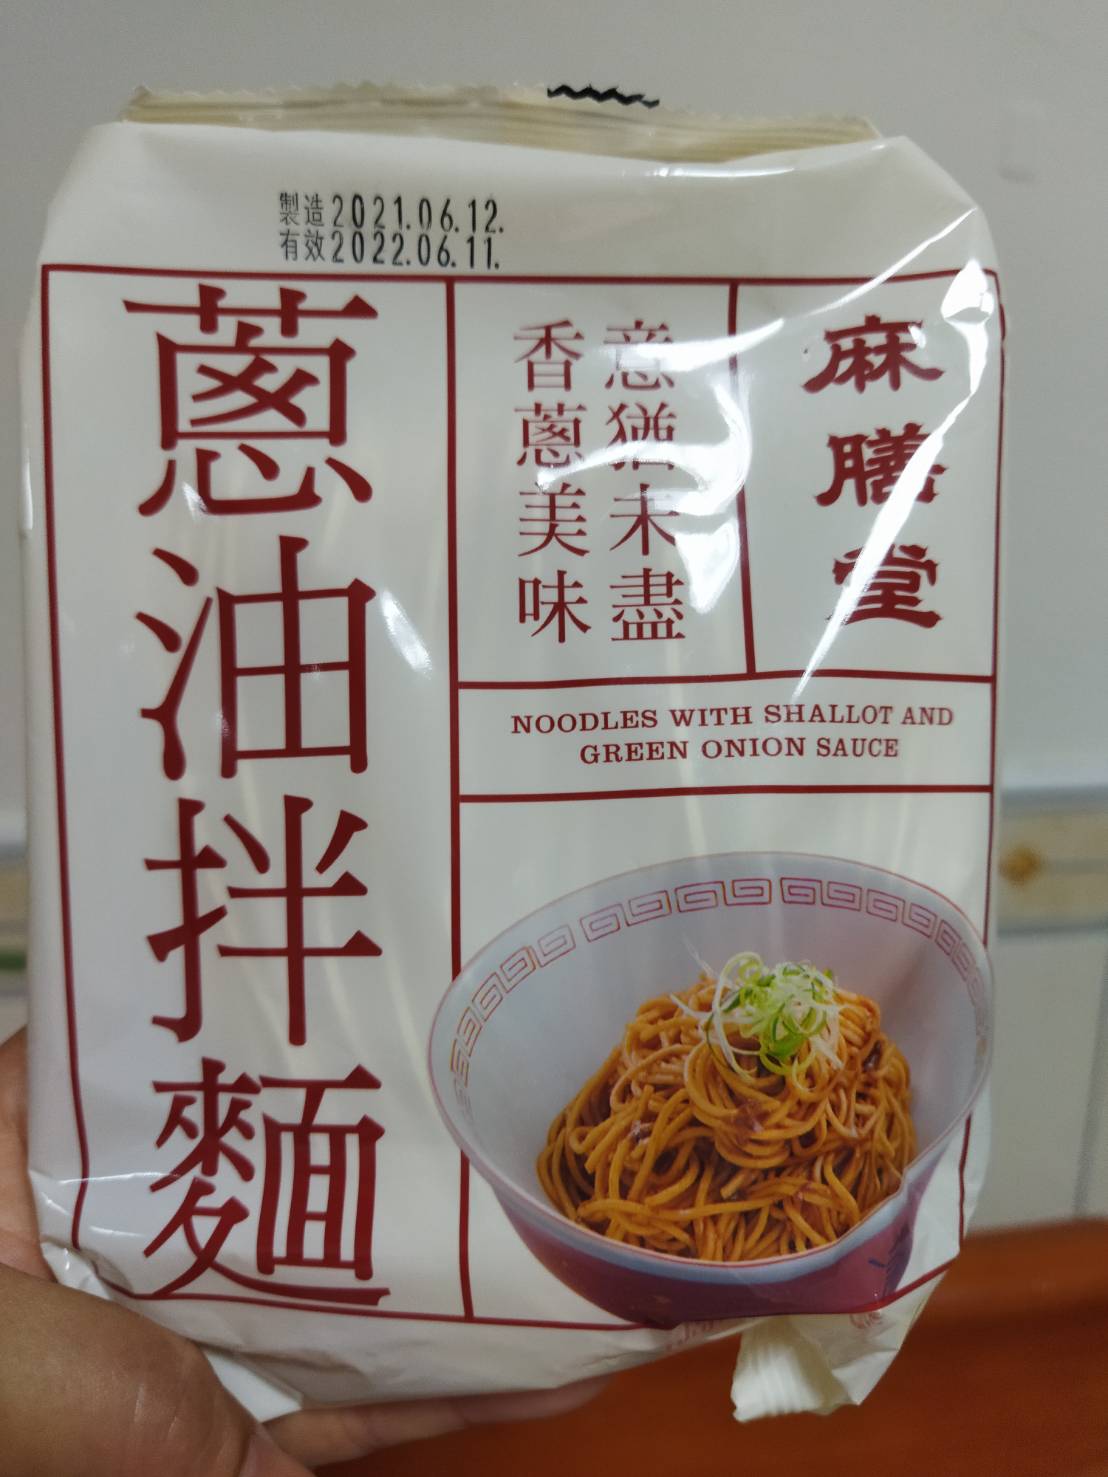 製造2021.06.12.
有效2022.06.11.
麻膳堂
意猶未盡
香蔥美味
蔥油拌麵
NOODLES WITH SHALLOT AND
GREEN ONION SAUCE